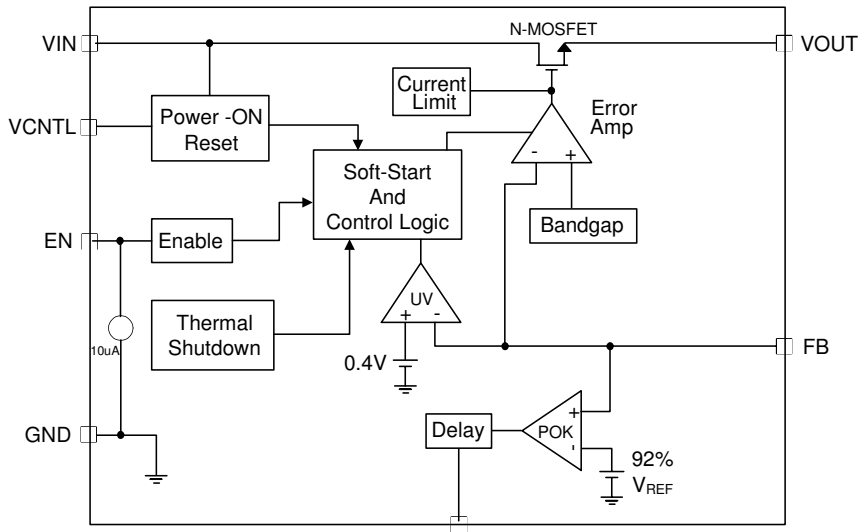 N-MOSFET
VIN
VOUT
Current
Limit
Error
Amp
Power -ON
Reset
VCNTL
-
+
Soft-Start
And
Control Logic
Bandgap
EN
Enable
UV
+
-
Thermal
Shutdown
10uA
0.4V
FB
Delay
POK
+
-
GND
92%
VREF